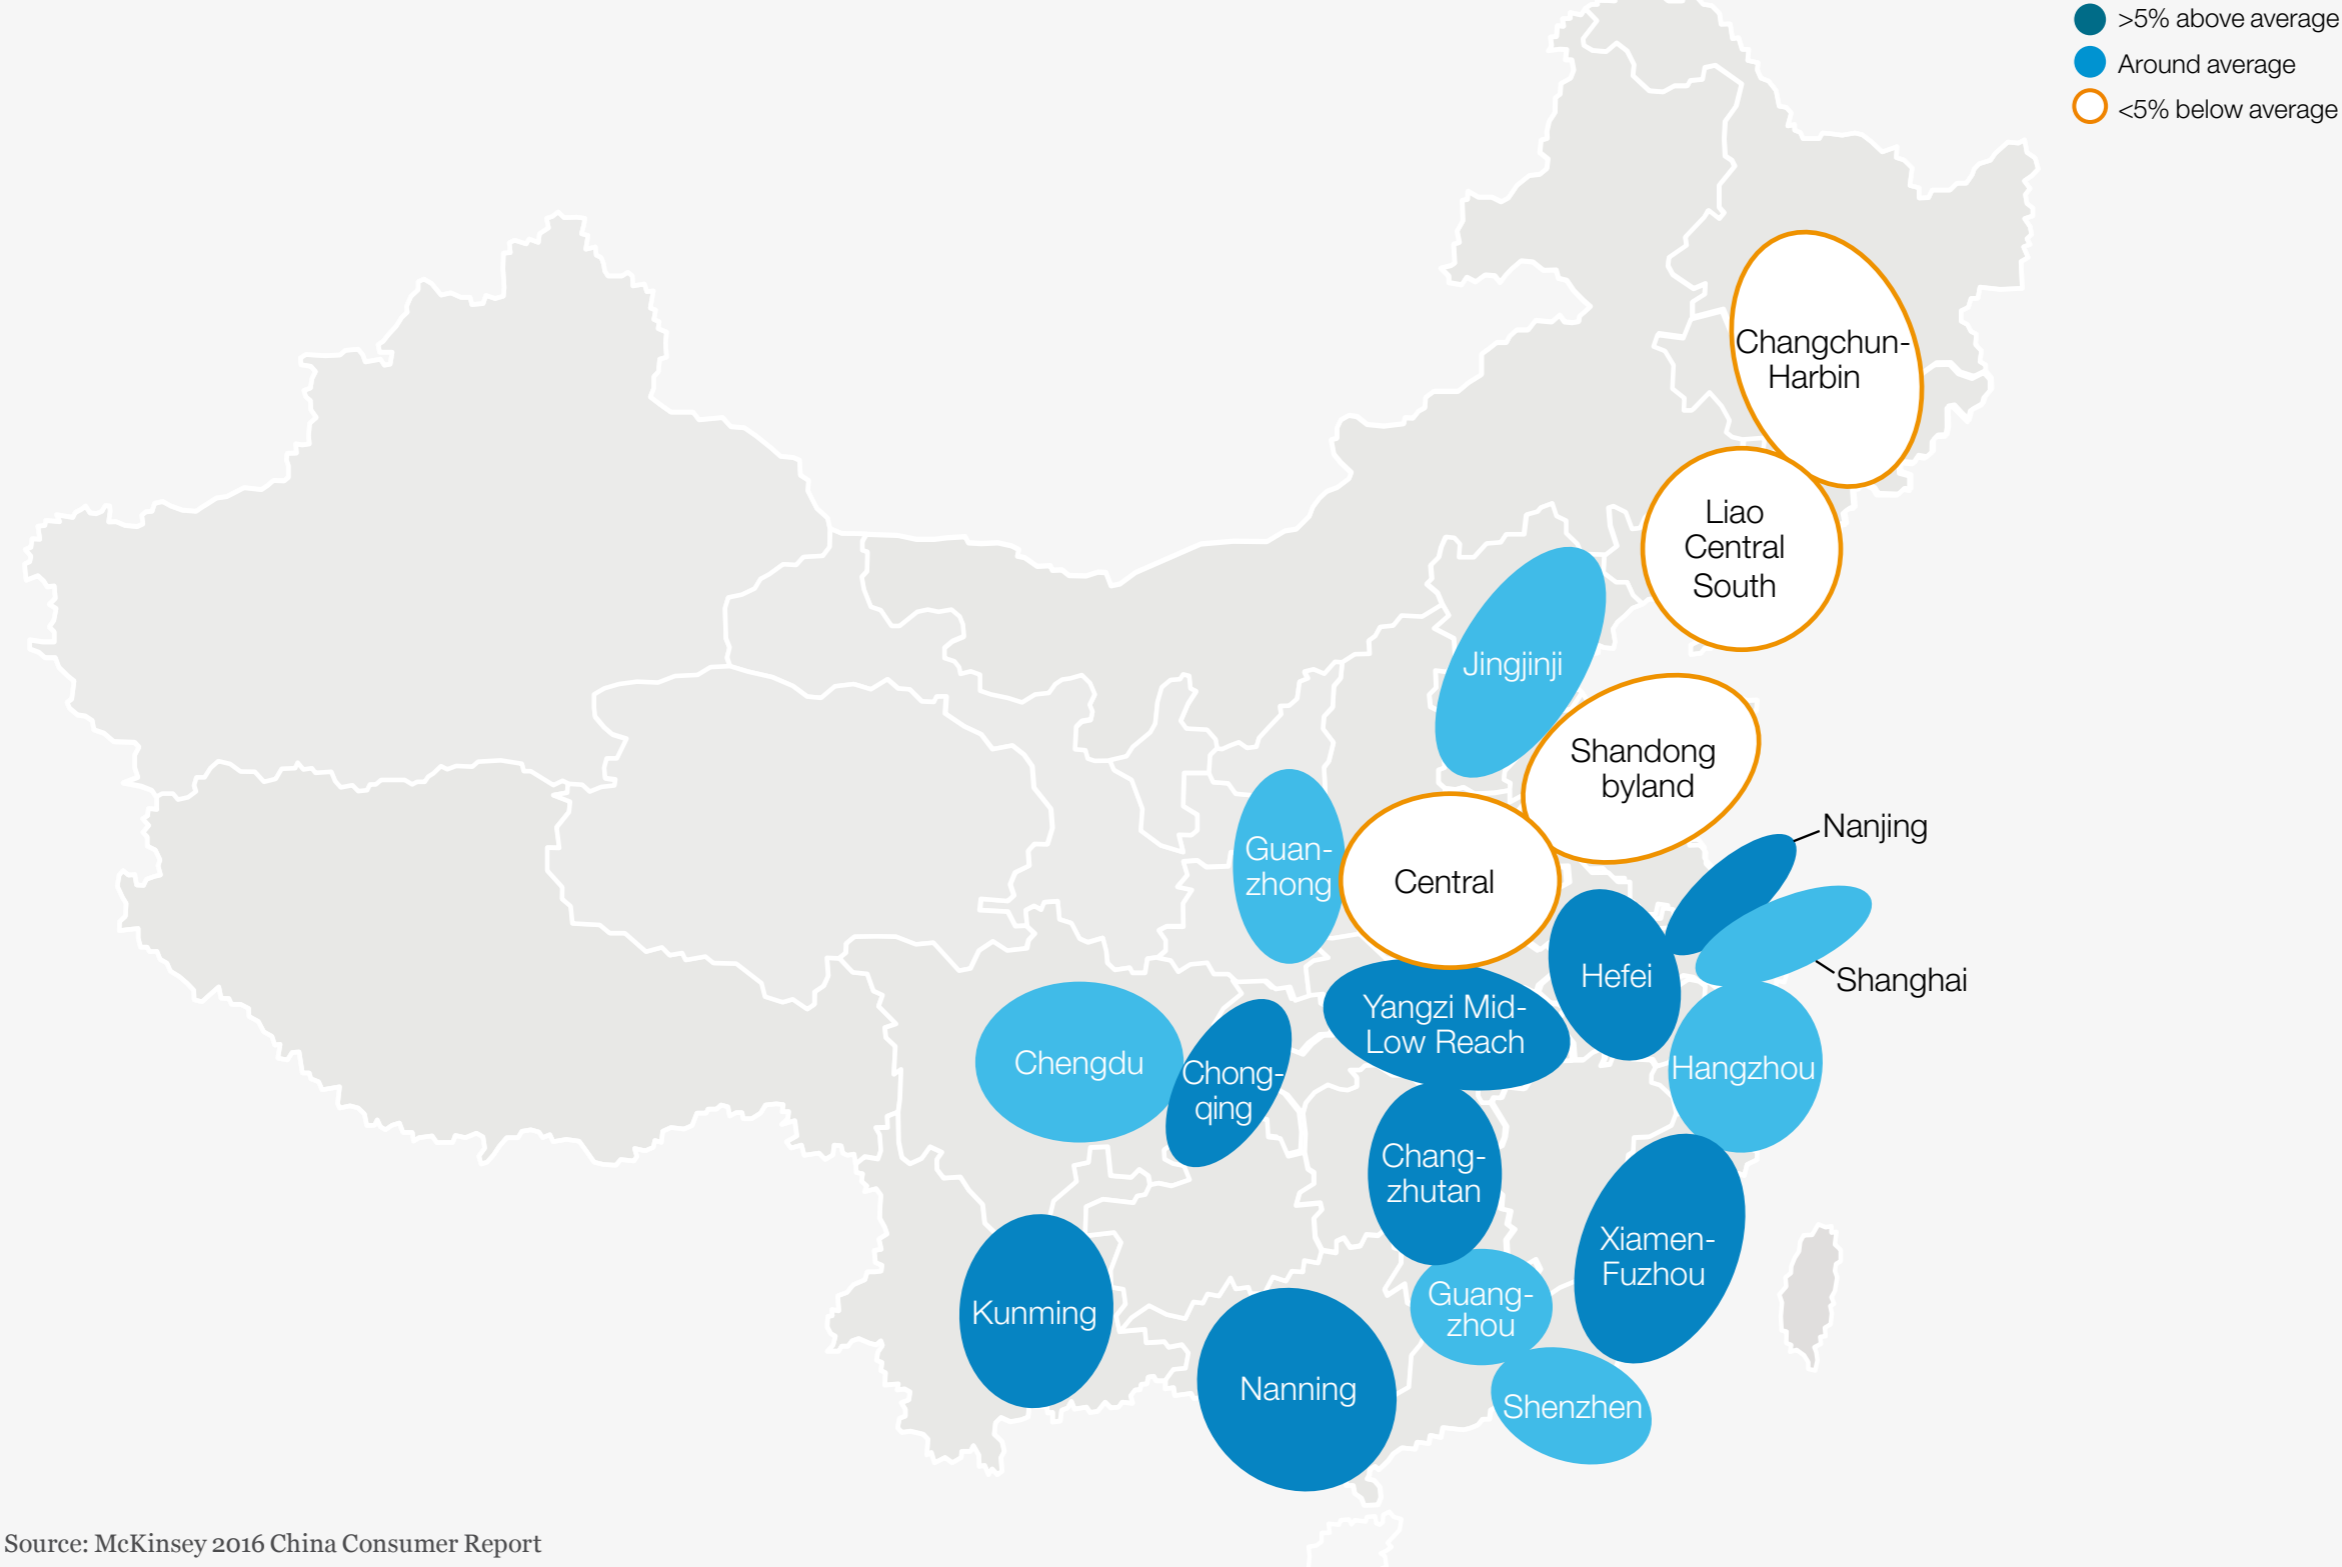 >5% above average
Around average
<5% below average
Changchun-
Harbin
Liao
Central
South
Jingjinji
Shandong
byland
Nanjing
Guan-
zhong
Central
Shanghai
Hefei
Yangzi Mid-
Low Reach
Chengdu
Chong-
qing
Hangzhou
Chang-
zhutan
Xiamen-
Fuzhou
Guang-
zhou
Kunming
Nanning
Shenzhen
Source: McKinsey 2016 China Consumer Report